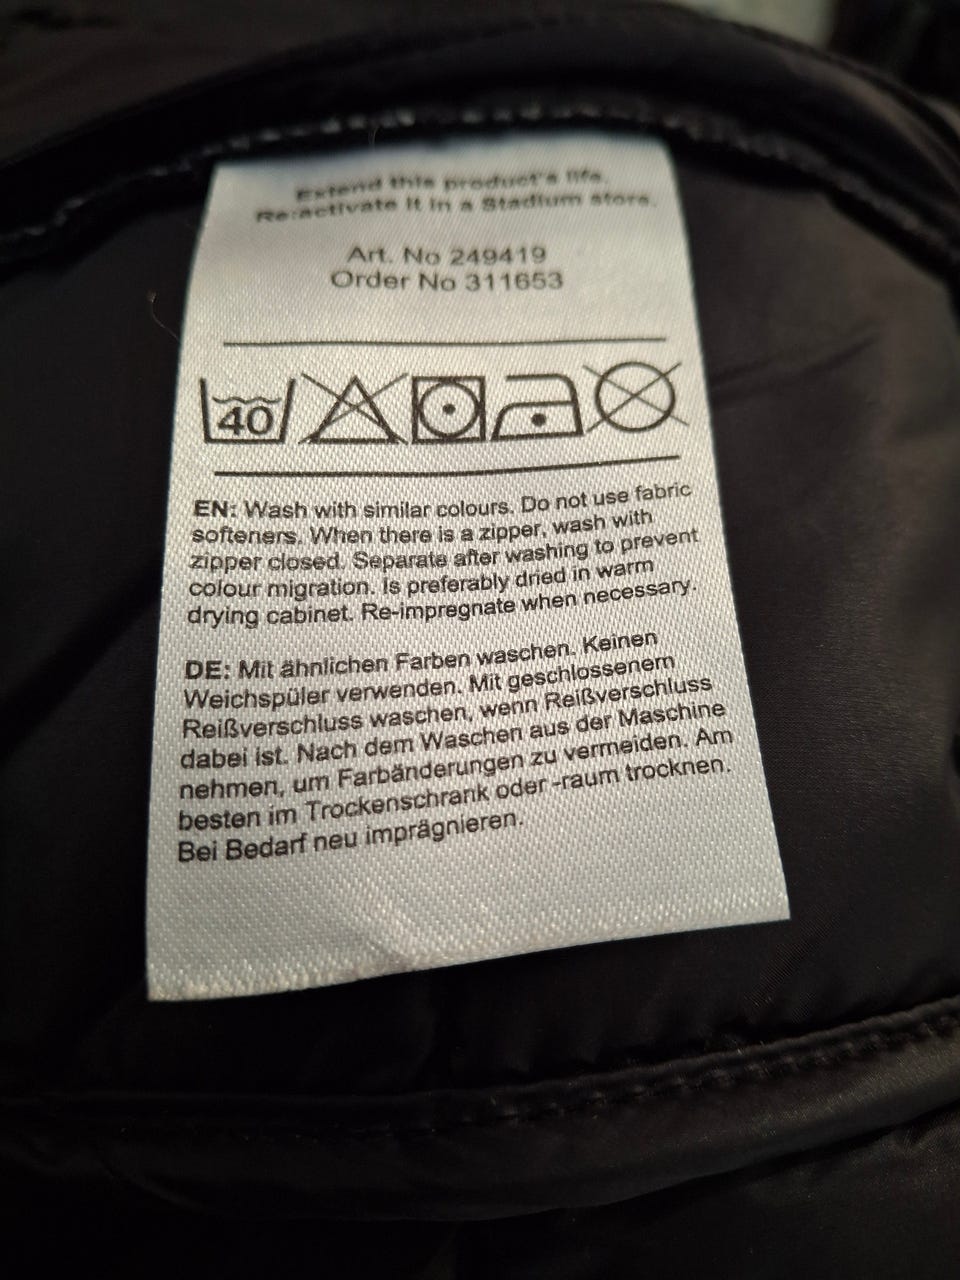 Extend this product's life.
Re:activate it in a Stadium store.
Art. No 249419
Order No 311653
40
EN: Wash with similar colours. Do not use fabric
softeners. When there is a zipper, wash with
zipper closed. Separate after washing to prevent
colour migration. Is preferably dried in warm
drying cabinet. Re-impregnate when necessary.
DE: Mit ähnlichen Farben waschen. Keinen
Weichspüler verwenden. Mit geschlossenem
Reißverschluss waschen, wenn Reißverschluss
dabei ist. Nach dem Waschen aus der Maschine
nehmen, um Farbänderungen zu vermeiden. Am
besten im Trockenschrank oder -raum trocknen.
Bei Bedarf neu imprägnieren.